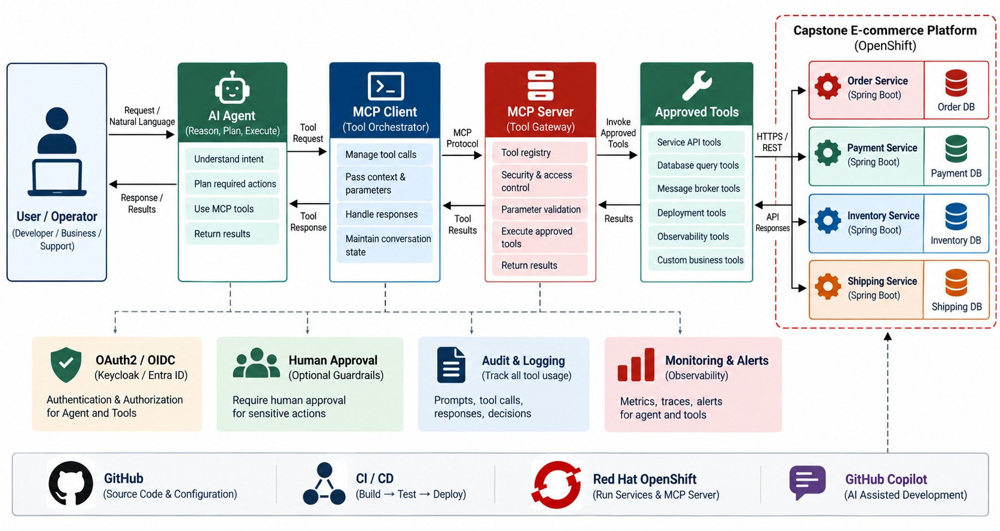 Capstone E-commerce Platform
(OpenShift)
User / Operator
(Developer / Business /
Support)
Request /
Natural Language
Response /
Results
AI Agent
(Reason, Plan, Execute)
Understand intent
Plan required actions
Use MCP tools
Return results
Tool
Request
Tool
Response
MCP Client
(Tool Orchestrator)
Manage tool calls
Pass context &
parameters
Handle responses
Maintain conversation
state
MCP
Protocol
Tool
Results
MCP Server
(Tool Gateway)
Tool registry
Security & access
control
Parameter validation
Execute approved
tools
Return results
Invoke
Approved
Tools
Results
Approved Tools
Service API tools
Database query tools
Message broker tools
Deployment tools
Observability tools
Custom business tools
HTTPS /
REST
API
Responses
Order Service
(Spring Boot)
Order DB
Payment Service
(Spring Boot)
Payment DB
Inventory Service
(Spring Boot)
Inventory DB
Shipping Service
(Spring Boot)
Shipping DB
OAuth2 / OIDC
(Keycloak / Entra ID)
Authentication & Authorization
for Agent and Tools
Human Approval
(Optional Guardrails)
Require human approval
for sensitive actions
Audit & Logging
(Track all tool usage)
Prompts, tool calls,
responses, decisions
Monitoring & Alerts
(Observability)
Metrics, traces, alerts
for agent and tools
GitHub
(Source Code & Configuration)
CI / CD
(Build → Test → Deploy)
Red Hat OpenShift
(Run Services & MCP Server)
GitHub Copilot
(AI Assisted Development)